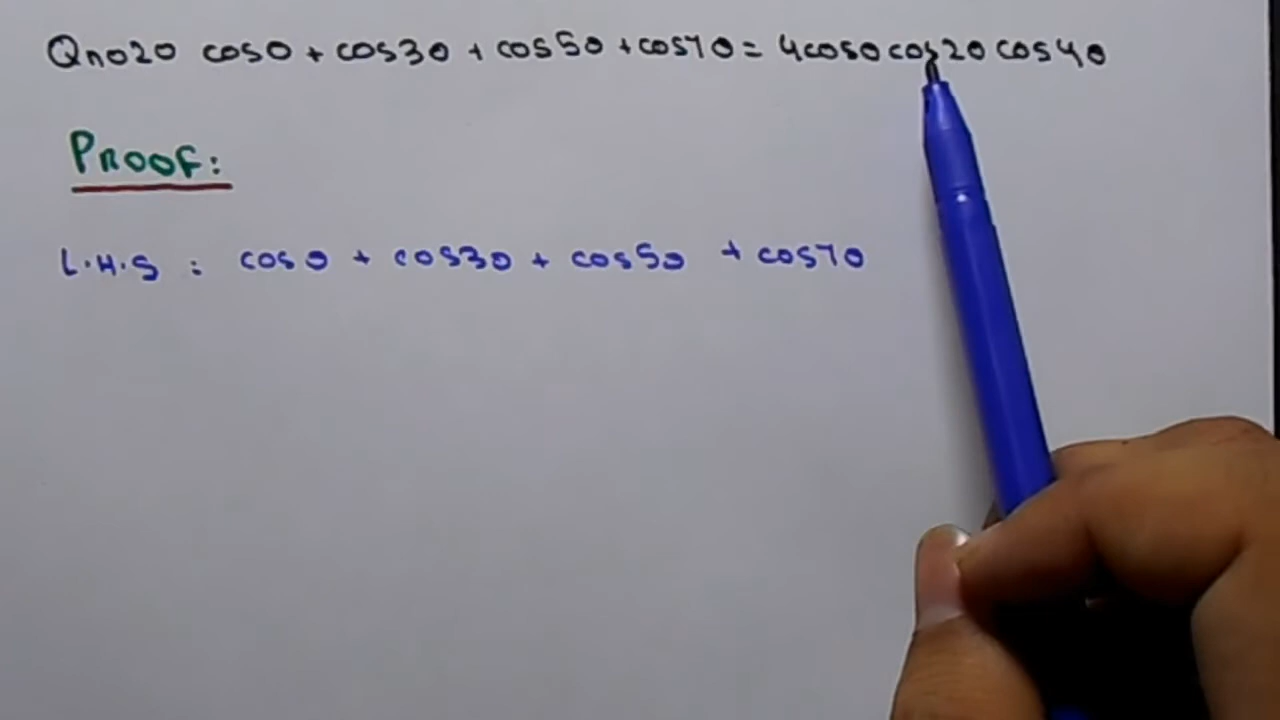 Qno20 cosθ + cos3θ + cos5θ + cos7θ = 4cosθ cos2θ cos4θ
PROOF:
L.H.S : cosθ + cos3θ + cos5θ + cos7θ